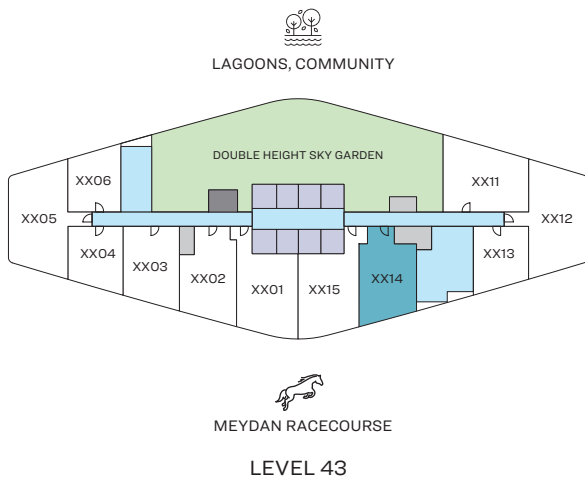 LAGOONS, COMMUNITY
DOUBLE HEIGHT SKY GARDEN
XX06
XX11
XX05
XX12
XX04
XX03
XX02
XX01
XX15
XX14
XX13
MEYDAN RACECOURSE
LEVEL 43